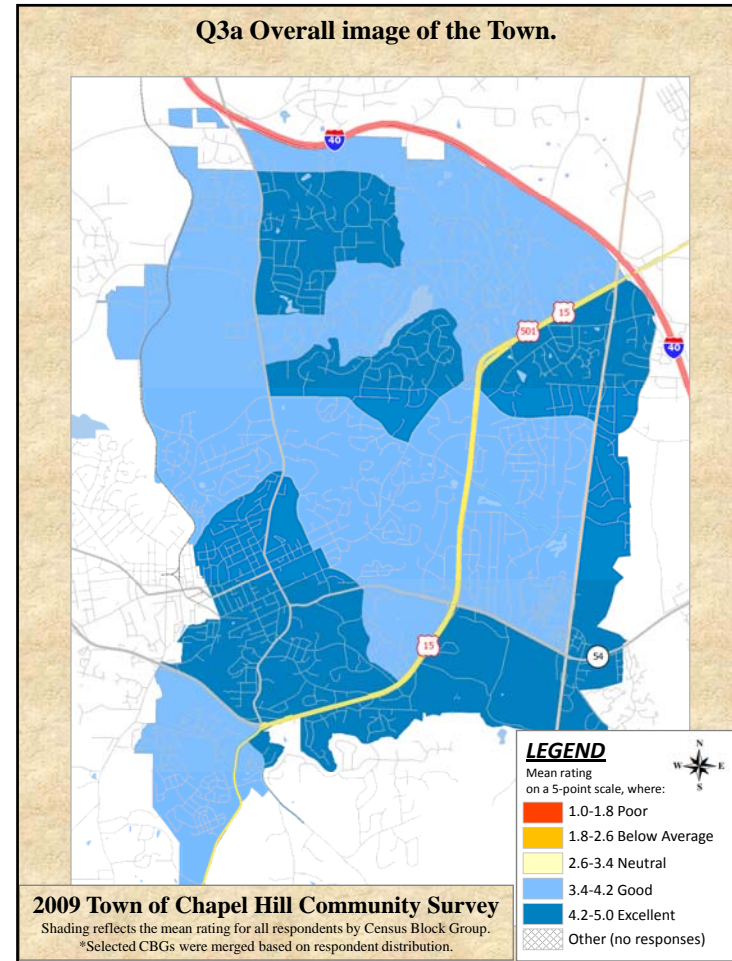 Q3a Overall image of the Town.
40
15
501
40
15
54
LEGEND
N
W E
S
Mean rating
on a 5-point scale, where:
1.0-1.8 Poor
1.8-2.6 Below Average
2.6-3.4 Neutral
3.4-4.2 Good
4.2-5.0 Excellent
Other (no responses)
2009 Town of Chapel Hill Community Survey
Shading reflects the mean rating for all respondents by Census Block Group.
*Selected CBGs were merged based on respondent distribution.